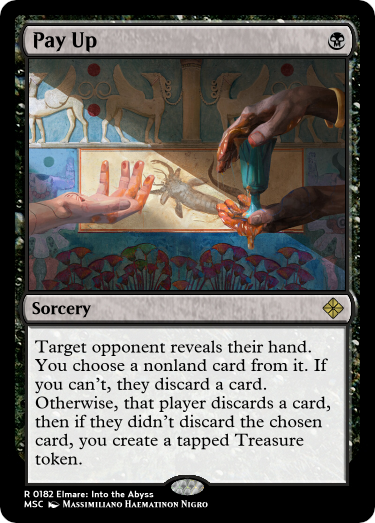 Pay Up
Sorcery
Target opponent reveals their hand.
You choose a nonland card from it. If
you can't, they discard a card.
Otherwise, that player discards a card,
then if they didn't discard the chosen
card, you create a tapped Treasure
token.
R 0182 Elmare: Into the Abyss
MSC Massimiliano Haematinon Nigro